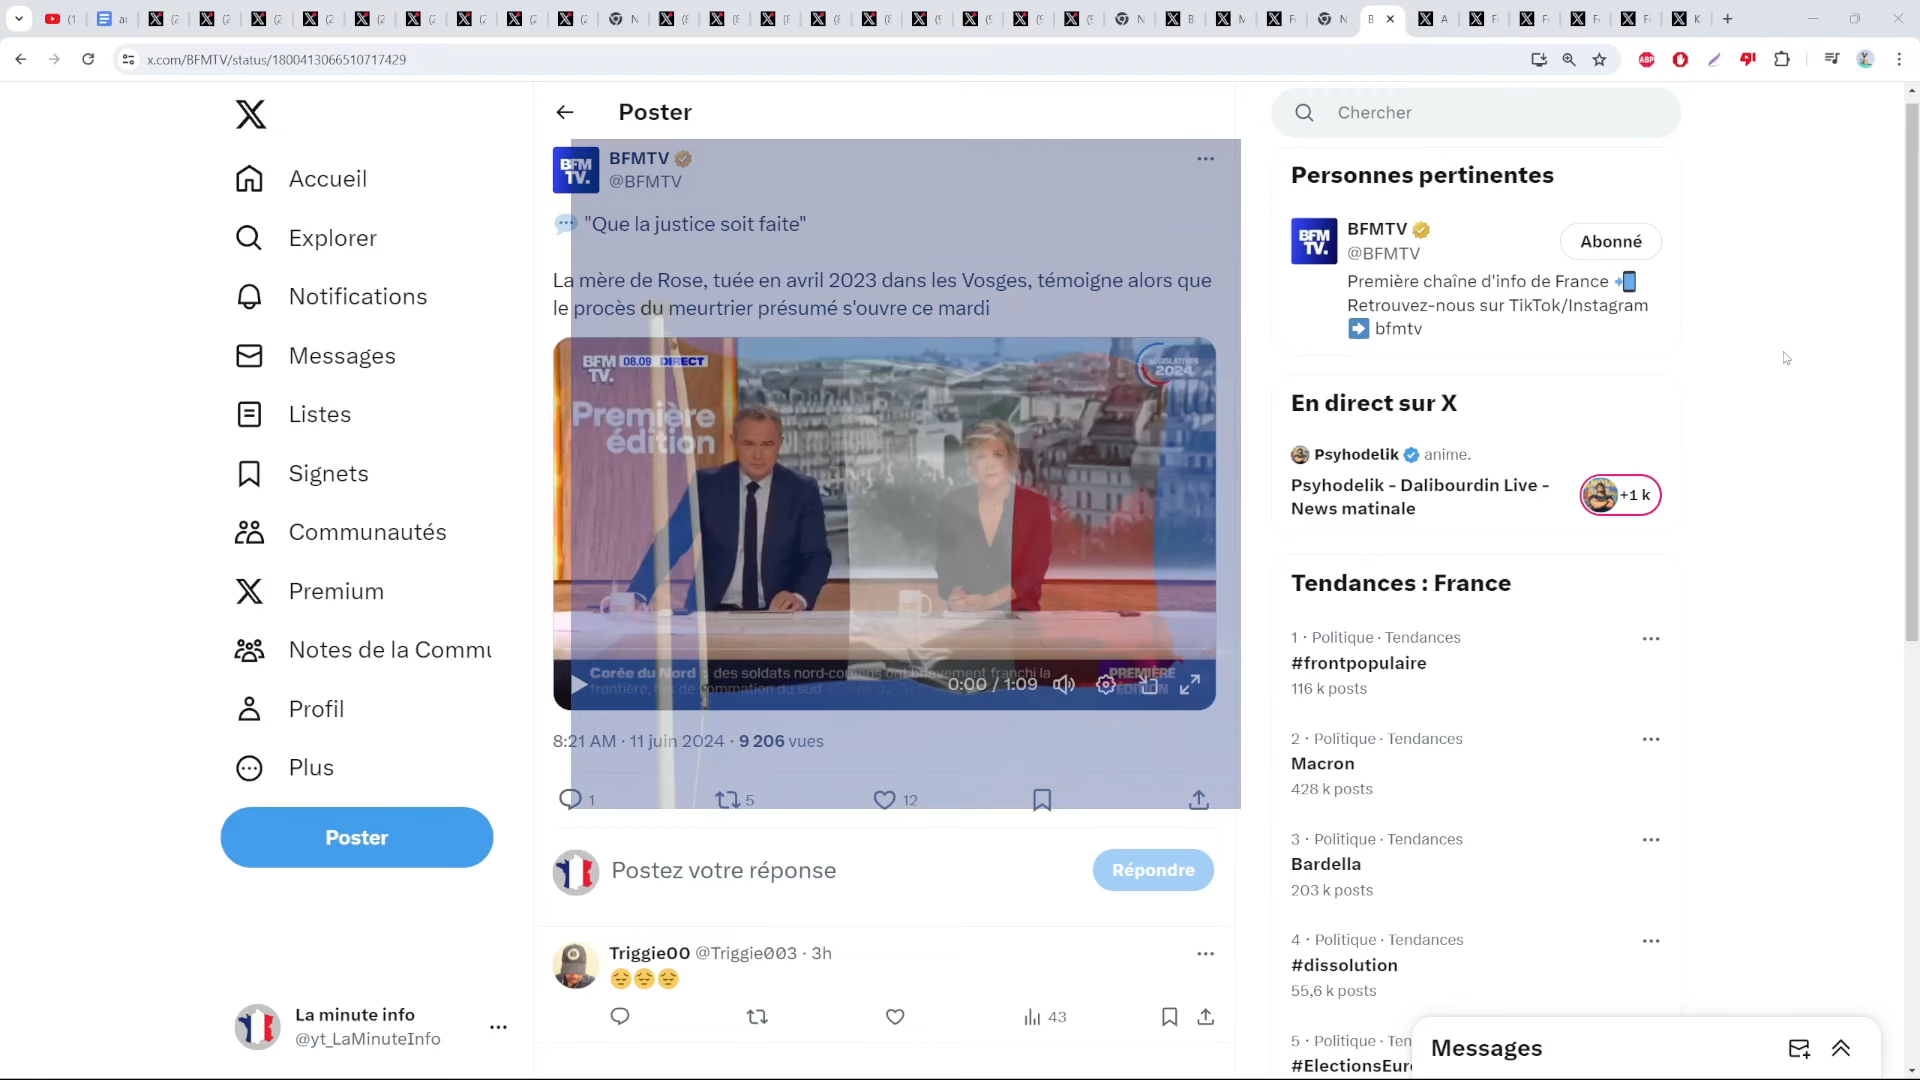 x.com/BFMTV/status/1800413066510717429
Accueil
Explorer
Notifications
Messages
Listes
Signets
Communautés
Premium
Notes de la Commu
Profil
Plus
Poster
La minute info
@yt_LaMinuteInfo
Poster
BFMTV
@BFMTV
"Que la justice soit faite"
La mère de Rose, tuée en avril 2023 dans les Vosges, témoigne alors que
le procès du meurtrier présumé s'ouvre ce mardi
BFM
TV.
08.09
DIRECT
LÉGISLATIVES
2024
Première
édition
Corée du Nord : des soldats nord-coréens ont brièvement franchi la
frontière, tirs de sommation du sud
PREMIÈRE
ÉDITION
0:00 / 1:09
8:21 AM · 11 juin 2024 · 9 206 vues
1
5
12
Postez votre réponse
Répondre
Triggie00 @Triggie003 · 3h
43
Chercher
Personnes pertinentes
BFM
TV.
BFMTV
@BFMTV
Abonné
Première chaîne d'info de France
Retrouvez-nous sur TikTok/Instagram
bfmtv
En direct sur X
Psyhodelik anime.
Psyhodelik - Dalibourdin Live -
News matinale
+1 k
Tendances : France
1 · Politique · Tendances
#frontpopulaire
116 k posts
2 · Politique · Tendances
Macron
428 k posts
3 · Politique · Tendances
Bardella
203 k posts
4 · Politique · Tendances
#dissolution
55,6 k posts
5 · Politique · Ten
#ElectionsEur
Messages